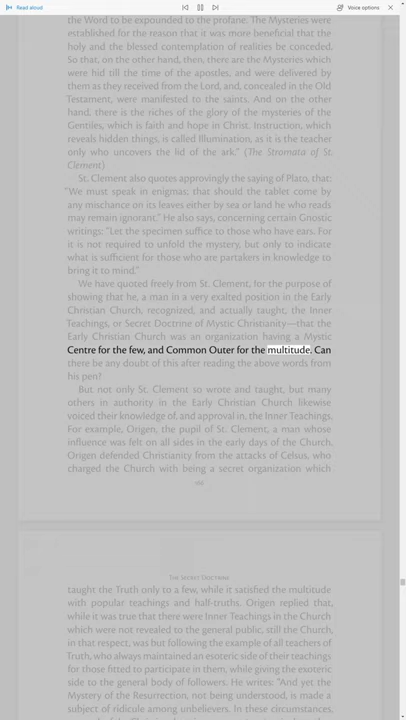 Read aloud
Voice options
the Word to be expounded to the profane. The Mysteries were
established for the reason that it was more beneficial that the
holy and the blessed contemplation of realities be conceded.
So that, on the other hand, then, there are the Mysteries which
were hid till the time of the apostles, and were delivered by
them as they received from the Lord, and, concealed in the Old
Testament, were manifested to the saints. And on the other
hand, there is the riches of the glory of the mysteries of the
Gentiles, which is faith and hope in Christ. Instruction, which
reveals hidden things, is called Illumination, as it is the teacher
only who uncovers the lid of the ark.” (The Stromata of St.
Clement)
St. Clement also quotes approvingly the saying of Plato, that:
“We must speak in enigmas; that should the tablet come by
any mischance on its leaves either by sea or land he who reads
may remain ignorant.” He also says, concerning certain Gnostic
writings: “Let the specimen suffice to those who have ears. For
it is not required to unfold the mystery, but only to indicate
what is sufficient for those who are partakers in knowledge to
bring it to mind.”
We have quoted freely from St. Clement, for the purpose of
showing that he, a man in a very exalted position in the Early
Christian Church, recognized, and actually taught, the Inner
Teachings, or Secret Doctrine of Mystic Christianity—that the
Early Christian Church was an organization having a Mystic
Centre for the few, and Common Outer for the multitude. Can
there be any doubt of this after reading the above words from
his pen?
But not only St. Clement so wrote and taught, but many
others in authority in the Early Christian Church likewise
voiced their knowledge of, and approval in, the Inner Teachings.
For example, Origen, the pupil of St. Clement, a man whose
influence was felt on all sides in the early days of the Church.
Origen defended Christianity from the attacks of Celsus, who
charged the Church with being a secret organization which
The Secret Doctrine
taught the Truth only to a few, while it satisfied the multitude
with popular teachings and half-truths. Origen replied that,
while it was true that there were Inner Teachings in the Church
which were not revealed to the general public, still the Church,
in that respect, was but following the example of all teachers of
Truth, who always maintained an esoteric side of their teachings
for those fitted to participate in them, while giving the exoteric
side to the general body of followers. He writes: “And yet the
Mystery of the Resurrection, not being understood, is made a
subject of ridicule among unbelievers. In these circumstances,